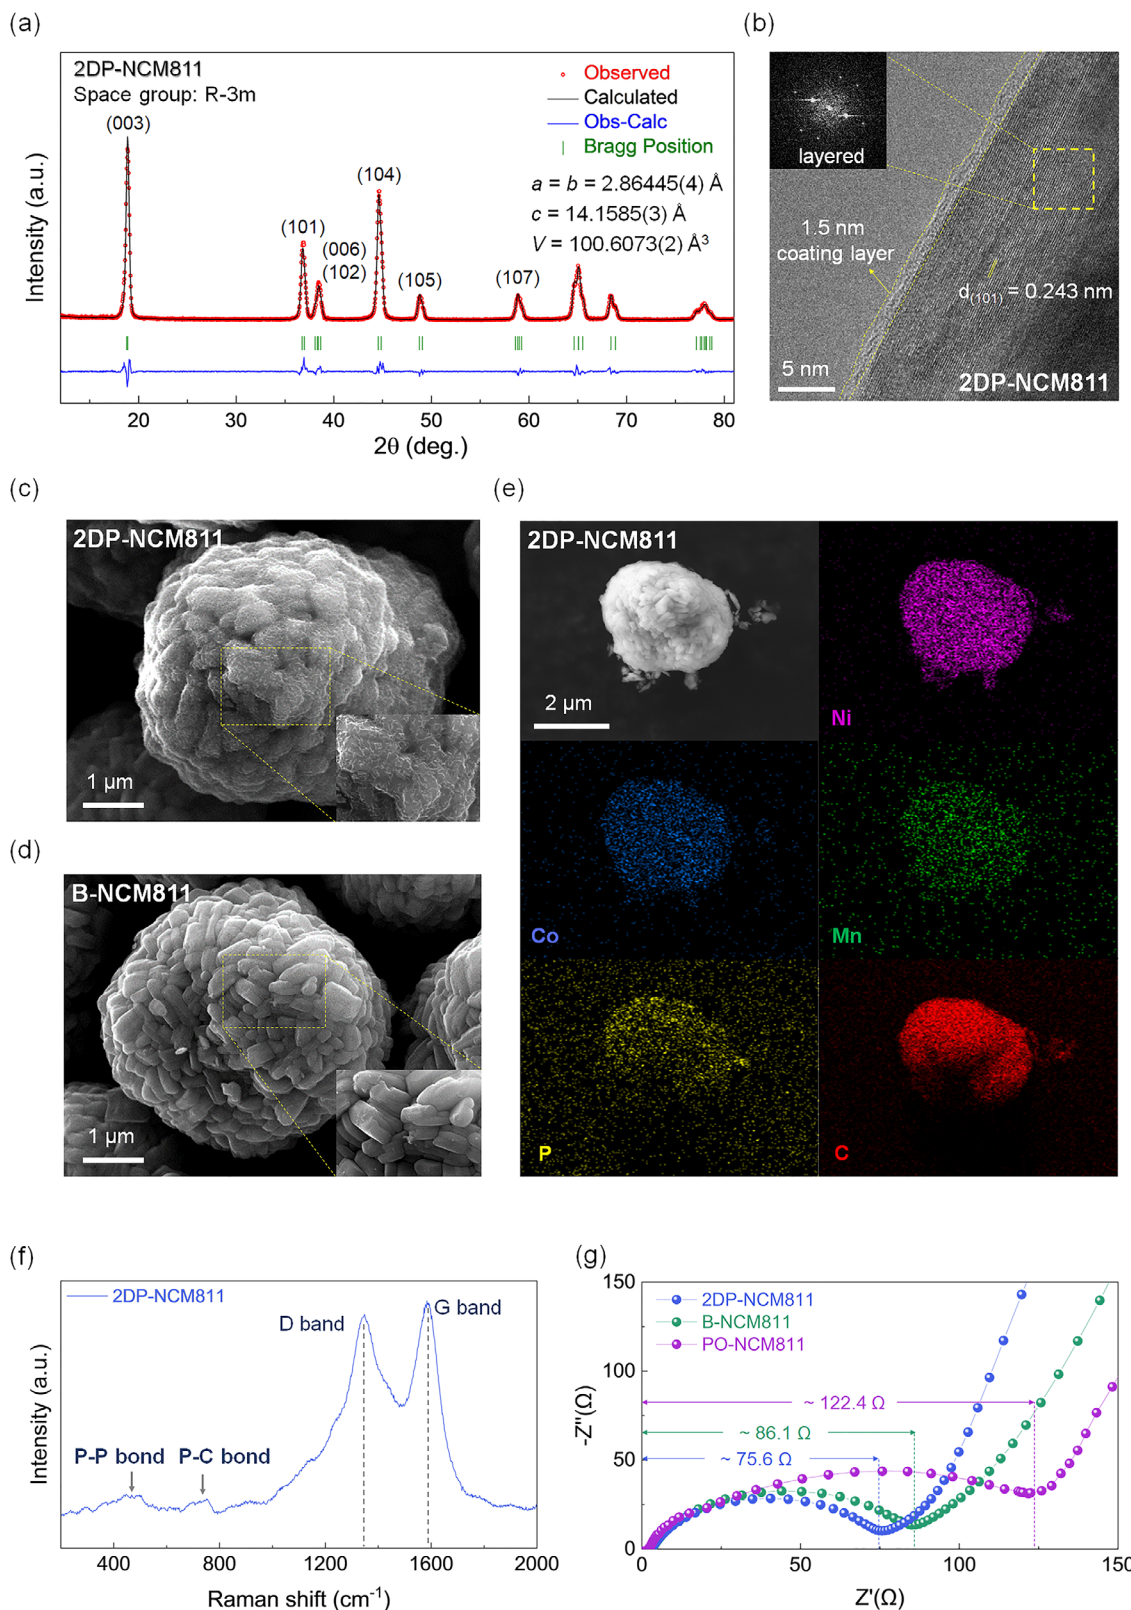 (a)
2DP-NCM811
Space group: R-3m
(003)
(101)
(006)
(102)
(104)
(105)
(107)
Observed
Calculated
Obs-Calc
Bragg Position
a = b = 2.86445(4) Å
c = 14.1585(3) Å
V = 100.6073(2) Å³
Intensity (a.u.)
20
30
40
50
60
70
80
2θ (deg.)
(b)
layered
1.5 nm
coating layer
d(101) = 0.243 nm
5 nm
2DP-NCM811
(c)
2DP-NCM811
1 μm
(d)
B-NCM811
1 μm
(e)
2DP-NCM811
2 μm
Ni
Co
Mn
P
C
(f)
2DP-NCM811
D band
G band
P-P bond
P-C bond
Intensity (a.u.)
400
800
1200
1600
2000
Raman shift (cm⁻¹)
(g)
2DP-NCM811
B-NCM811
PO-NCM811
~ 122.4 Ω
~ 86.1 Ω
~ 75.6 Ω
-Z''(Ω)
150
100
50
0
0
25
50
75
100
125
150
Z'(Ω)